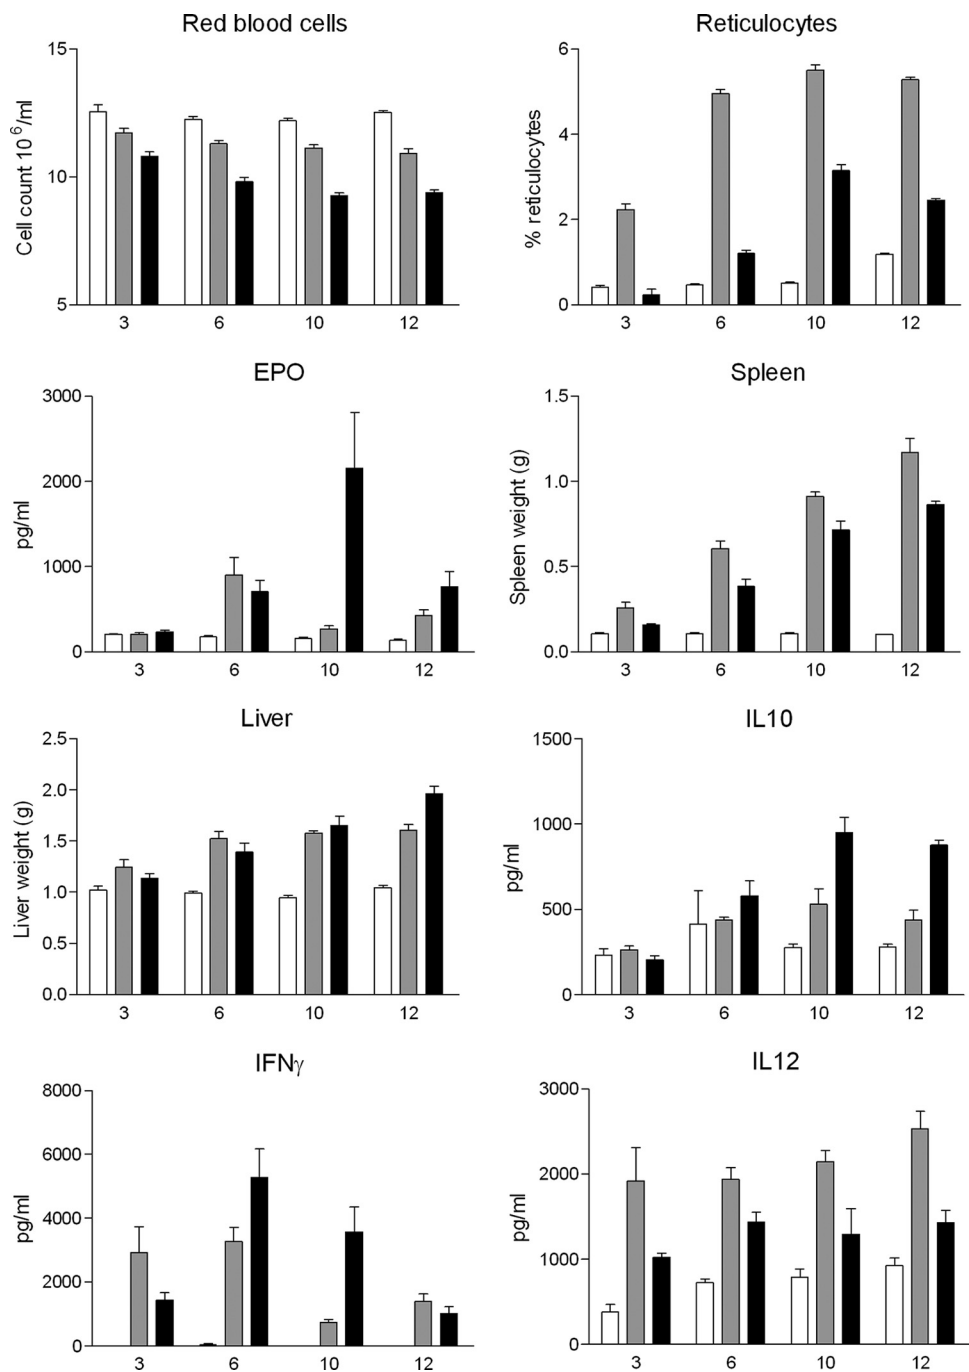 Red blood cells
Cell count 10^6/ml
15
10
5
3 6 10 12
Reticulocytes
% reticulocytes
6
4
2
0
3 6 10 12
EPO
pg/ml
3000
2000
1000
0
3 6 10 12
Spleen
Spleen weight (g)
1.5
1.0
0.5
0.0
3 6 10 12
Liver
Liver weight (g)
2.5
2.0
1.5
1.0
0.5
0.0
3 6 10 12
IL10
pg/ml
1500
1000
500
0
3 6 10 12
IFNγ
pg/ml
8000
6000
4000
2000
0
3 6 10 12
IL12
pg/ml
3000
2000
1000
0
3 6 10 12